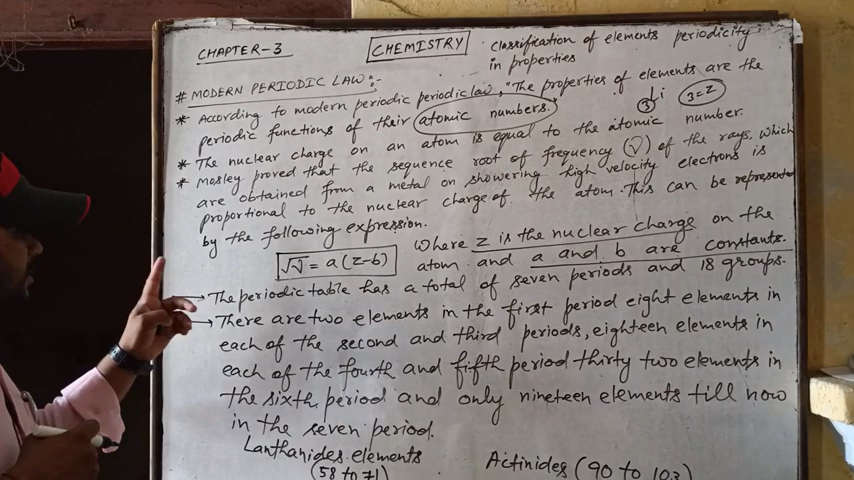 CHAPTER-3
CHEMISTRY
Classification of elements periodicity
in properties
# MODERN PERIODIC LAW:-
* According to modern periodic periodic law, "The properties of elements are the
periodic functions of their atomic numbers."
3 Li 3=Z
* The nuclear charge on an atom is equal to the atomic number.
* Mosley proved that the sequence root of frequency (√) of the rays, which
are obtained from a metal on showering high velocity electrons is
proportional to the nuclear charge of the atom. This can be represented
by the following expression.
√√ = a(z-b)
Where z is the nuclear charge on the
atom and a and b are constants.
→ The periodic table has a total of seven periods and 18 groups.
→ There are two elements in the first period eight elements in
each of the second and third periods, eighteen elements in
each of the fourth and fifth period thirty two elements in
the sixth period and only nineteen elements till now
in the seven period.
Lanthanides elements
(58 to 71)
Actinides (90 to 103)